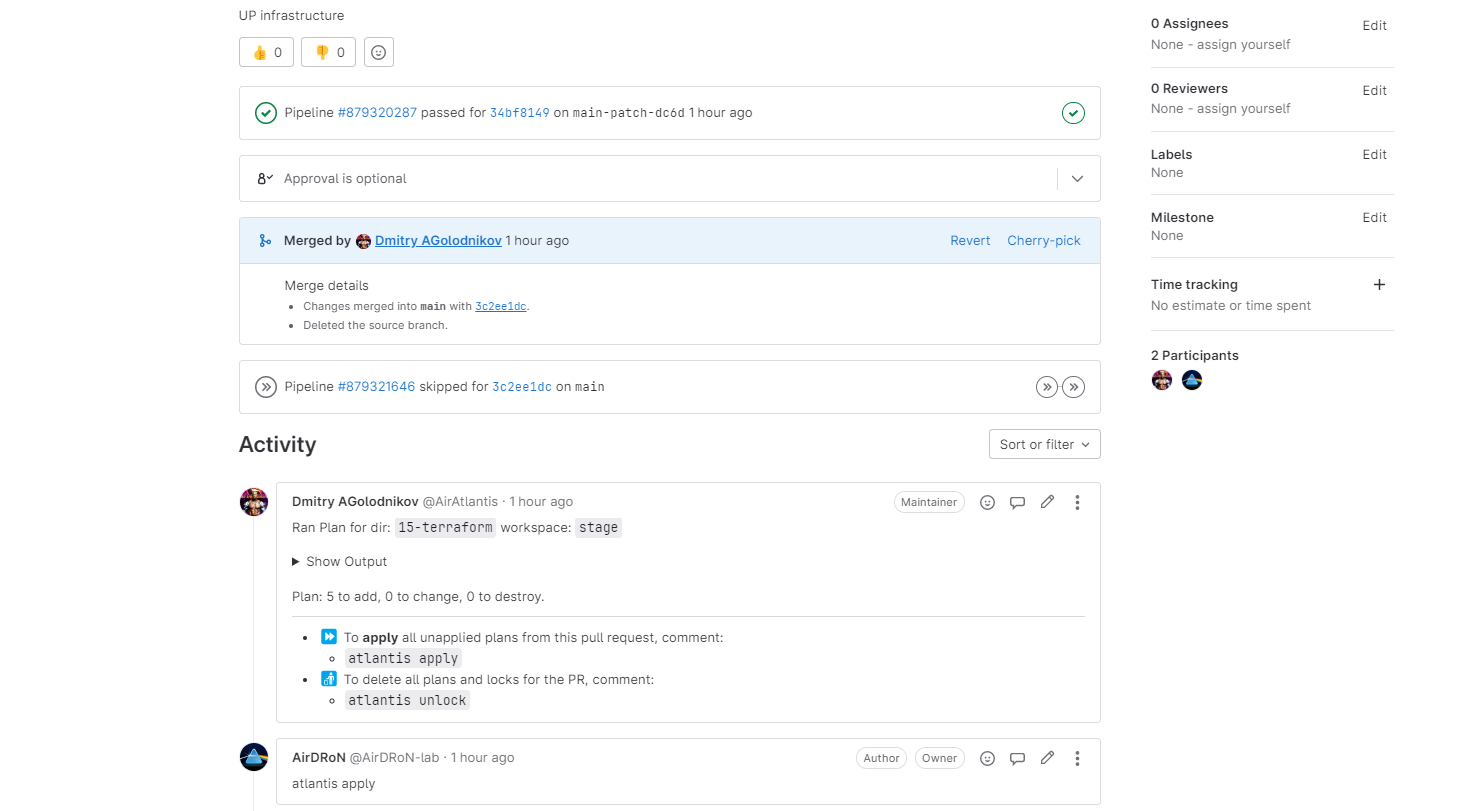 UP infrastructure
0 0
Pipeline #879320287 passed for 34bf8149 on main-patch-dc6d 1 hour ago
Approval is optional
Merged by Dmitry AGolodnikov 1 hour ago Revert Cherry-pick
Merge details
Changes merged into main with 3c2ee1dc.
Deleted the source branch.
Pipeline #879321646 skipped for 3c2ee1dc on main
Activity Sort or filter
Dmitry AGolodnikov @AirAtlantis · 1 hour ago Maintainer
Ran Plan for dir: 15-terraform workspace: stage
Show Output
Plan: 5 to add, 0 to change, 0 to destroy.
To apply all unapplied plans from this pull request, comment:
atlantis apply
To delete all plans and locks for the PR, comment:
atlantis unlock
AirDRoN @AirDRoN-lab · 1 hour ago Author Owner
atlantis apply
0 Assignees Edit
None - assign yourself
0 Reviewers Edit
None - assign yourself
Labels Edit
None
Milestone Edit
None
Time tracking +
No estimate or time spent
2 Participants